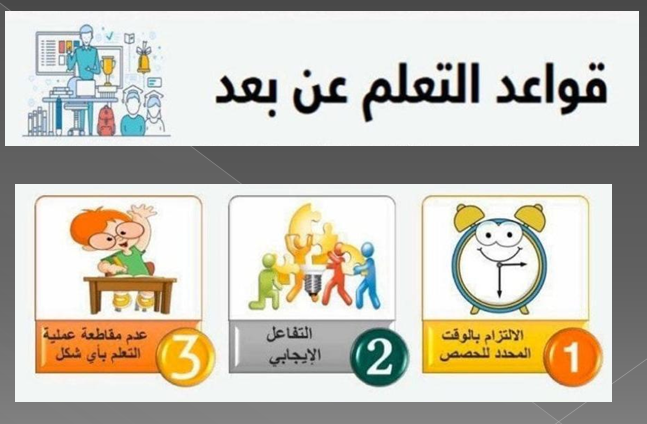 قواعد التعلم عن بعد
الالتزام بالوقت
المحدد للحصص
1
التفاعل
الإيجابي
2
عدم مقاطعة عملية
التعلم بأي شكل
3